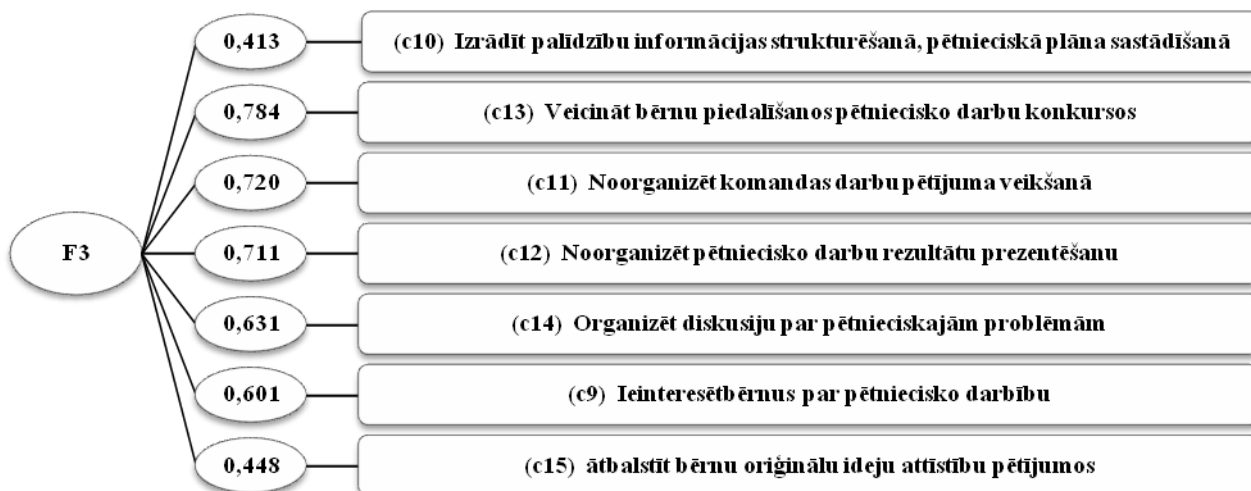 0,413 (c10) Izrādīt palīdzību informācijas strukturēšanā, pētnieciskā plāna sastādīšanā
0,784 (c13) Veicināt bērnu piedalīšanos pētniecisko darbu konkursos
0,720 (c11) Noorganizēt komandas darbu pētījuma veikšanā
F3 0,711 (c12) Noorganizēt pētniecisko darbu rezultātu prezentēšanu
0,631 (c14) Organizēt diskusiju par pētnieciskajām problēmām
0,601 (c9) Ieinteresētbērnus par pētniecisko darbību
0,448 (c15) ātbalstīt bērnu oriģinālu ideju attīstību pētījumos